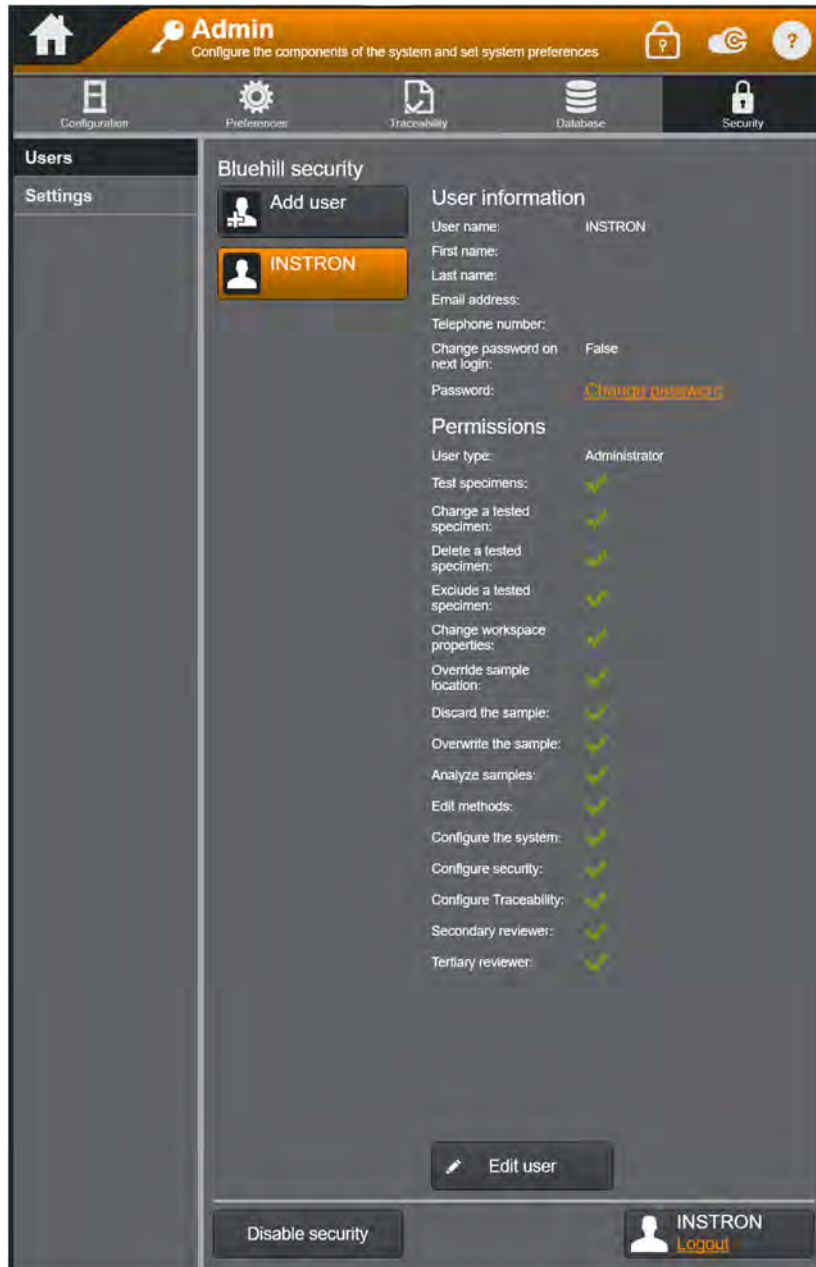 Admin
Configure the components of the system and set system preferences
?
Configuration
Preferences
Traceability
Database
Security
Users
Settings
Bluehill security
Add user
INSTRON
User information
User name: INSTRON
First name:
Last name:
Email address:
Telephone number:
Change password on
next login: False
Password: Change password
Permissions
User type: Administrator
Test specimens:
Change a tested
specimen:
Delete a tested
specimen:
Exclude a tested
specimen:
Change workspace
properties:
Override sample
location:
Discard the sample:
Overwrite the sample:
Analyze samples:
Edit methods:
Configure the system:
Configure security:
Configure Traceability:
Secondary reviewer:
Tertiary reviewer:
Edit user
Disable security
INSTRON
Logout